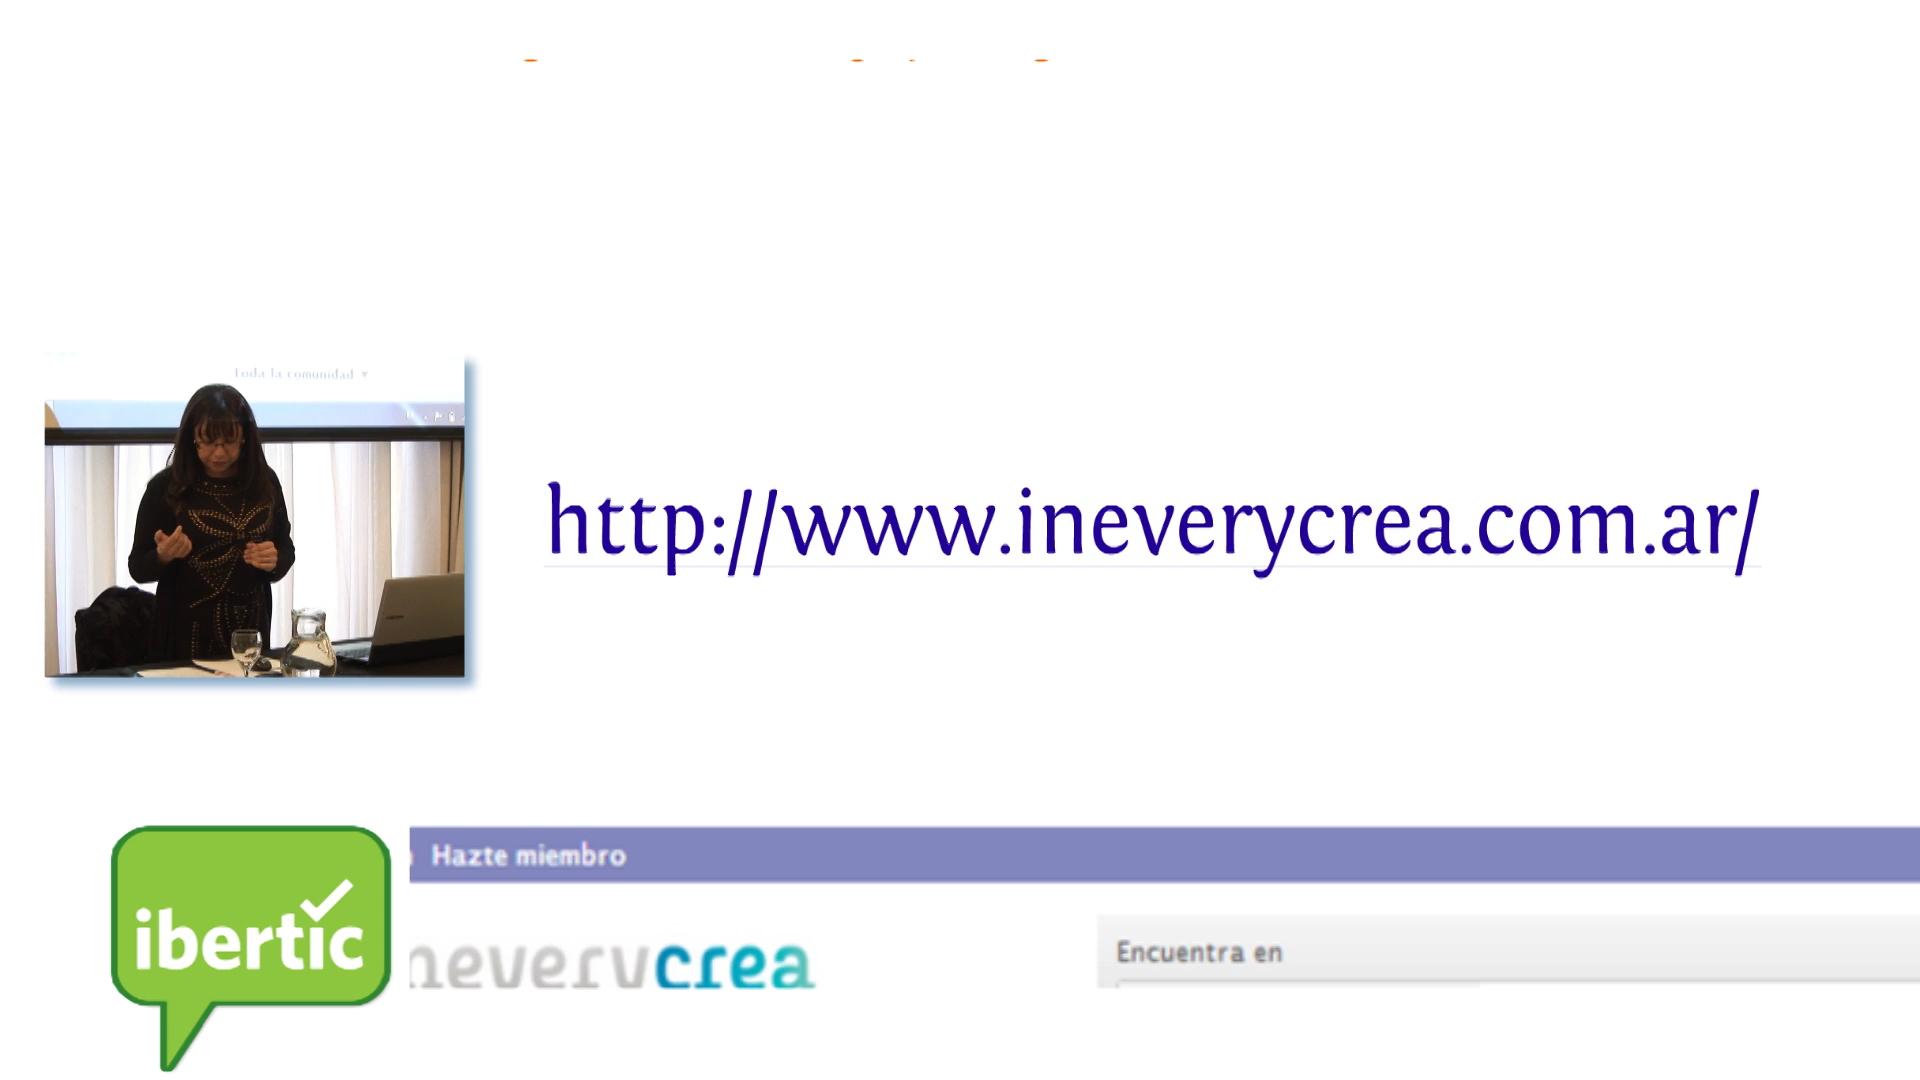 Toda la comunidad
http://www.ineverycrea.com.ar/
Hazte miembro
ibertic
neverycrea
Encuentra en